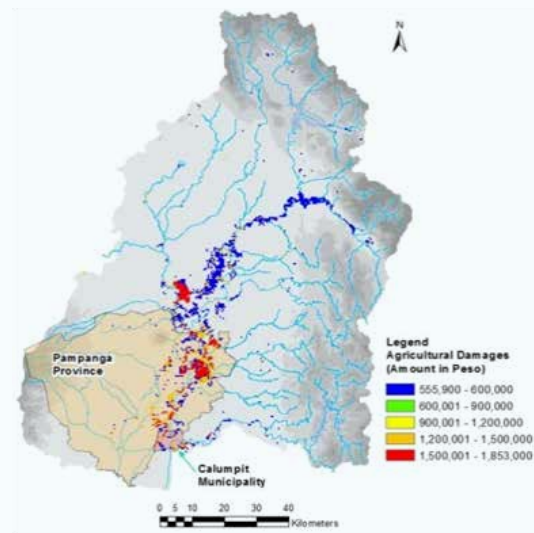 N
Pampanga
Province
Legend
Agricultural Damages
(Amount in Peso)
555,900 - 600,000
600,001 - 900,000
900,001 - 1,200,000
1,200,001 - 1,500,000
1,500,001 - 1,853,000
Calumpit
Municipality
0 5 10 20 30 40
Kilometers